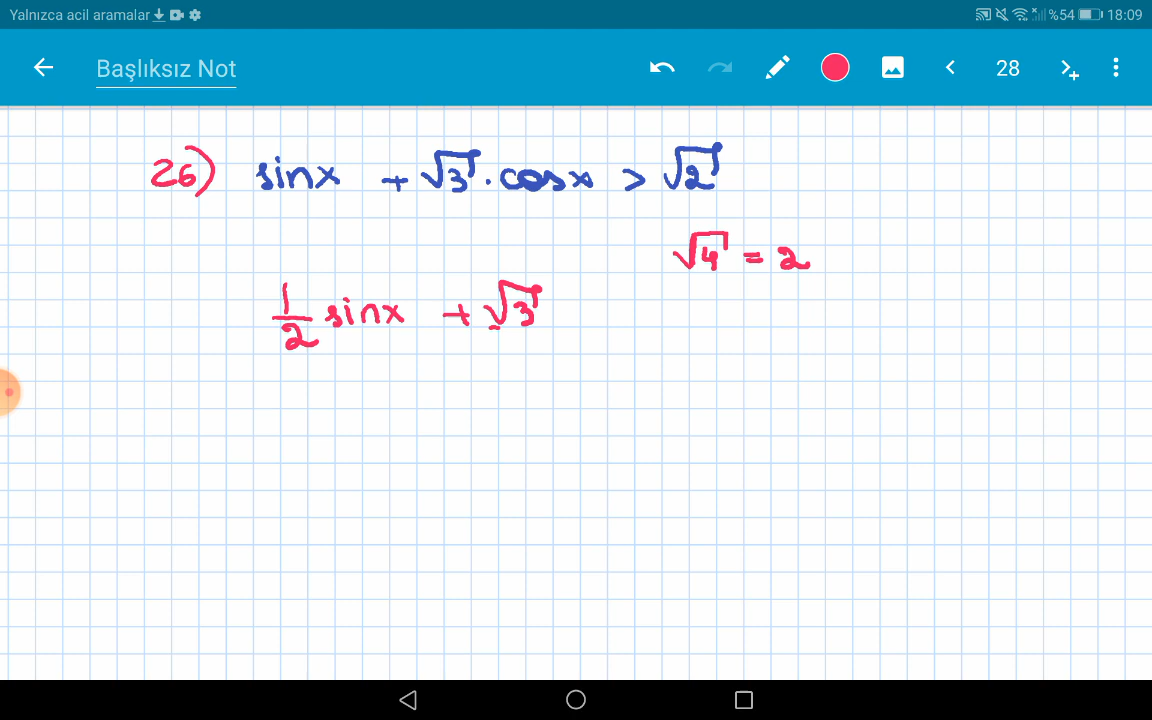 Yalnızca acil aramalar %54 18:09
Başlıksız Not 28
26) sinx + √3 . cosx > √2
√4 = 2
1/2 sinx + √3